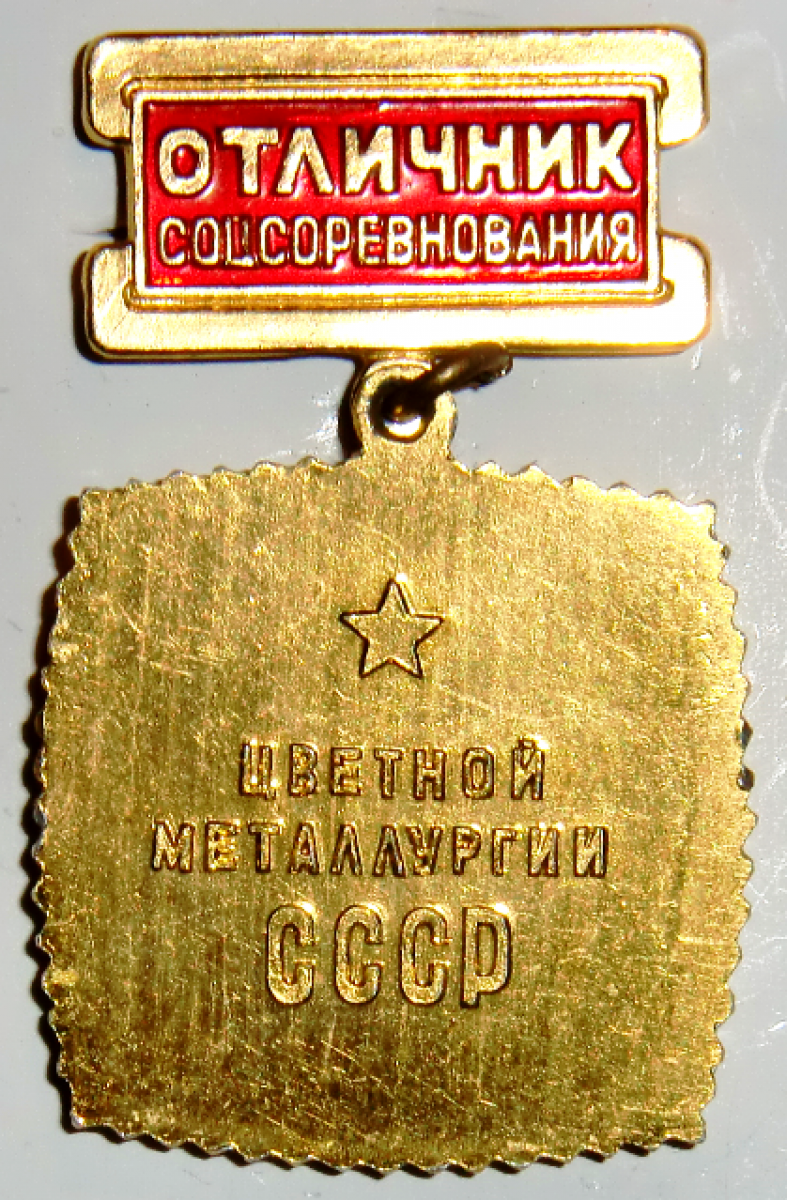 ОТЛИЧНИК
СОЦСОРЕВНОВАНИЯ
ЦВЕТНОЙ
МЕТАЛЛУРГИИ
СССР